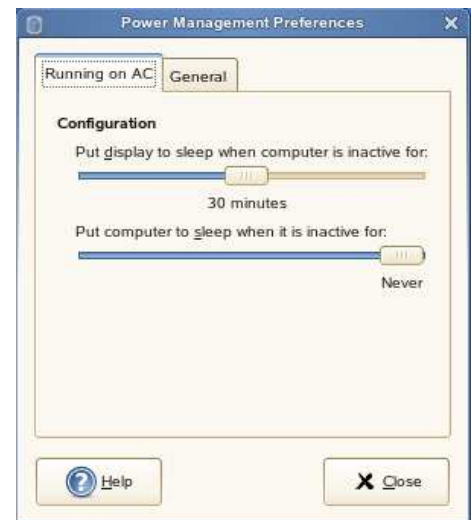 Power Management Preferences
Running on AC
General
Configuration
Put display to sleep when computer is inactive for:
30 minutes
Put computer to sleep when it is inactive for:
Never
Help
Close